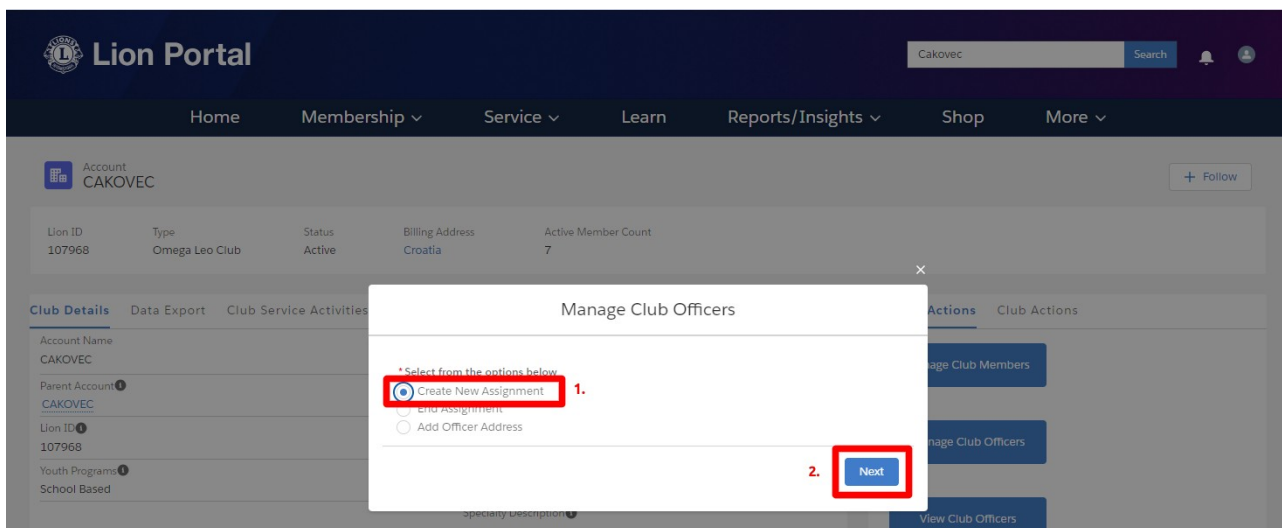 Lion Portal
Cakovec
Search
Home Membership Service Learn Reports/Insights Shop More
Account
CAKOVEC
+ Follow
Lion ID Type Status Billing Address Active Member Count
107968 Omega Leo Club Active Croatia 7
Club Details Data Export Club Service Activities
Actions Club Actions
Account Name
CAKOVEC
Parent Account
CAKOVEC
Lion ID
107968
Youth Programs
School Based
Manage Club Officers
*Select from the options below
Create New Assignment 1.
End Assignment
Add Officer Address
2. Next
age Club Members
nage Club Officers
View Club Officers
Specialty Description